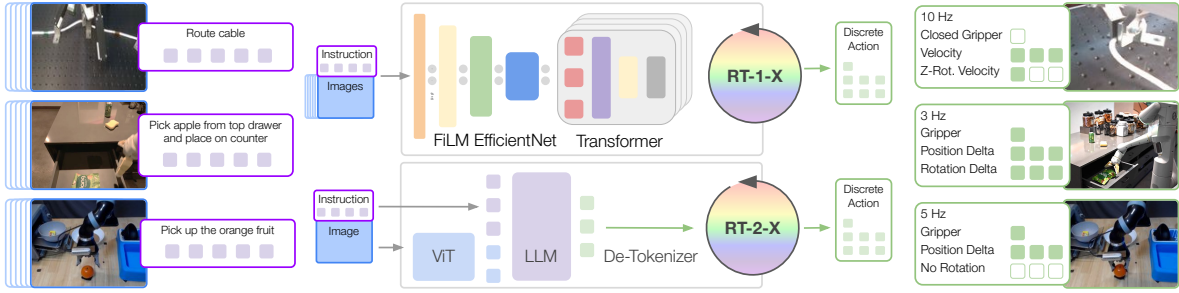 Route cable
Pick apple from top drawer
and place on counter
Pick up the orange fruit
Instruction
Images
FiLM EfficientNet
Transformer
RT-1-X
Discrete
Action
Instruction
Image
ViT
LLM
De-Tokenizer
RT-2-X
Discrete
Action
10 Hz
Closed Gripper
Velocity
Z-Rot. Velocity
3 Hz
Gripper
Position Delta
Rotation Delta
5 Hz
Gripper
Position Delta
No Rotation